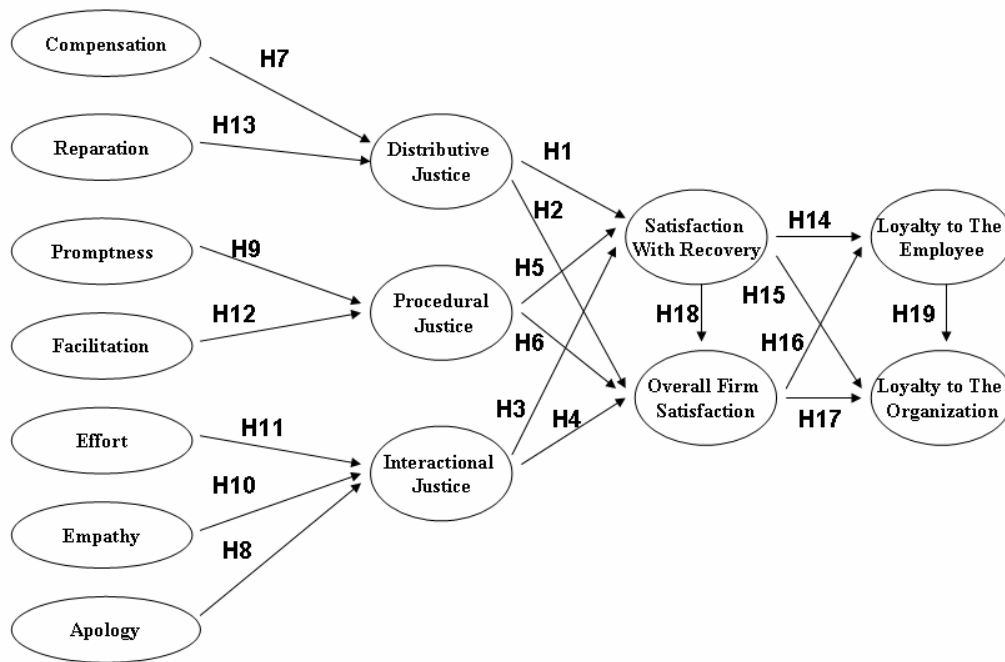 Compensation
H7
Reparation
H13
Distributive
Justice
H1
H2
Promptness
H9
Facilitation
H12
Procedural
Justice
H5
H6
Effort
H11
Empathy
H10
Apology
H8
Interactional
Justice
H3
H4
Satisfaction
With Recovery
H14
H15
H18
Overall Firm
Satisfaction
H16
H17
Loyalty to The
Employee
H19
Loyalty to The
Organization